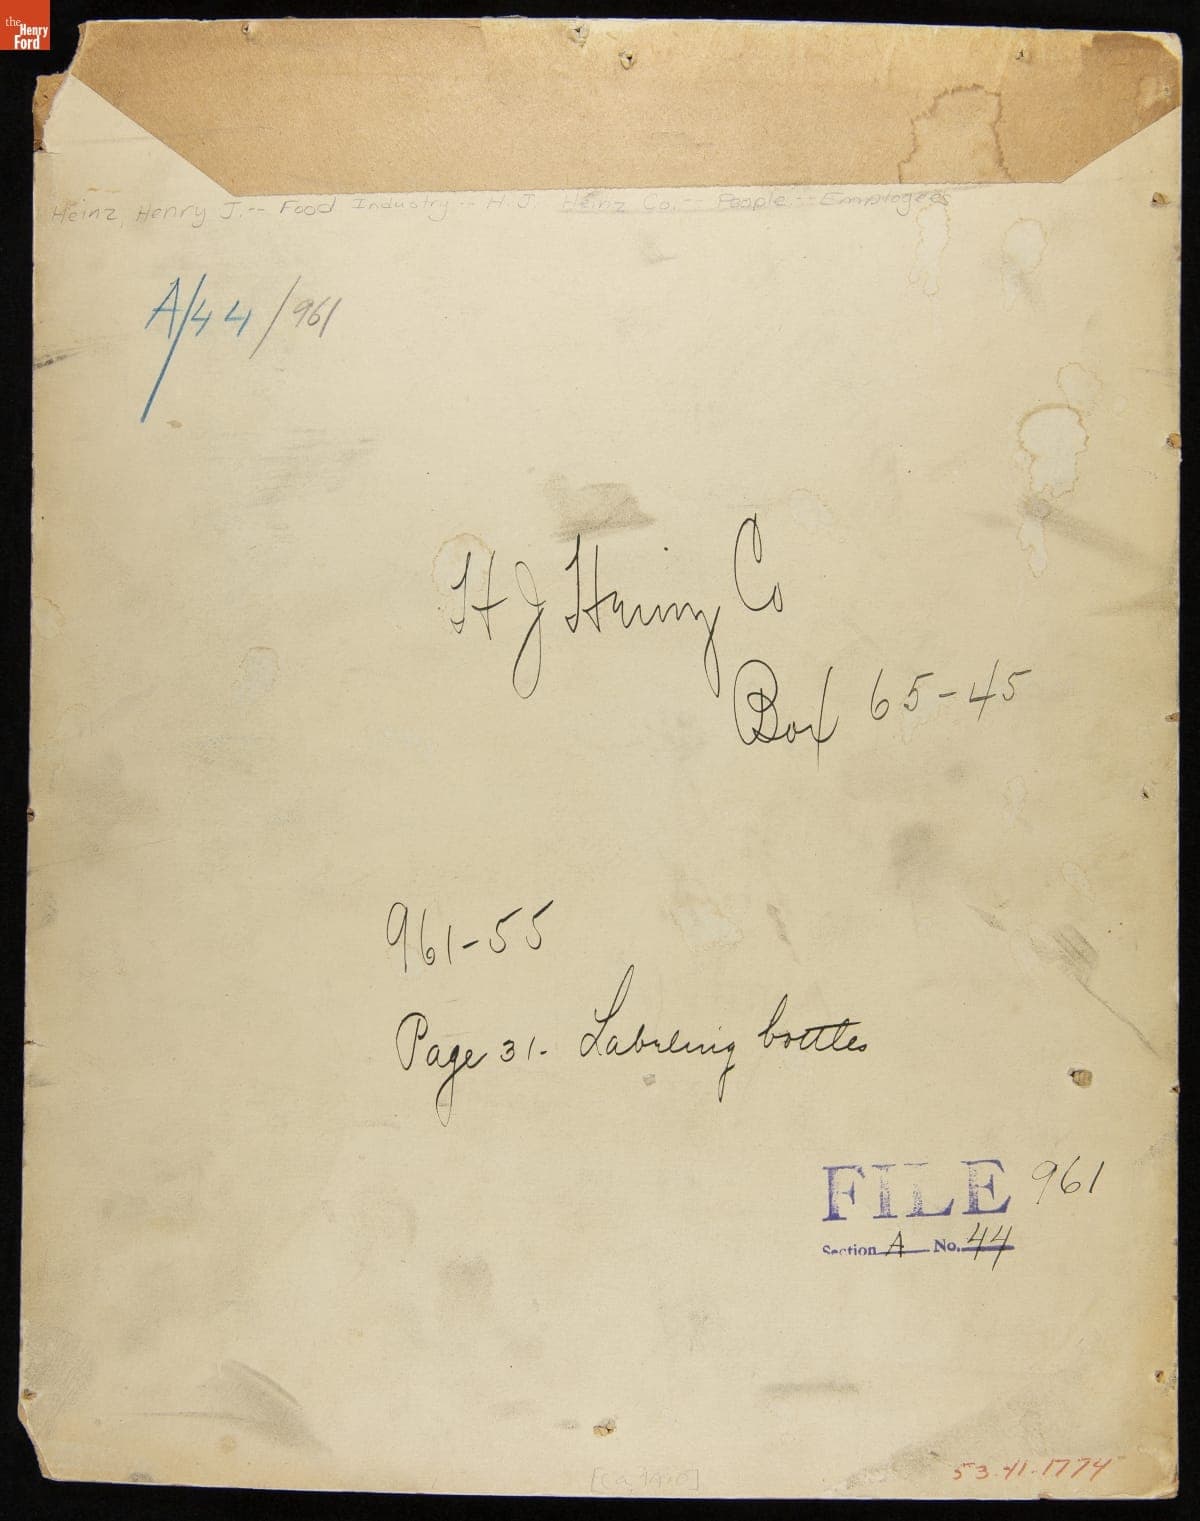 the Henry Ford
Heinz, Henry J.-- Food Industry-- H. J. Heinz Co.-- People-- Employees
A/44/961
H J Heinz Co
Box 65-45
961-55
Page 31- Labeling bottles
FILE 961
Section A No. 44
53.41.1774